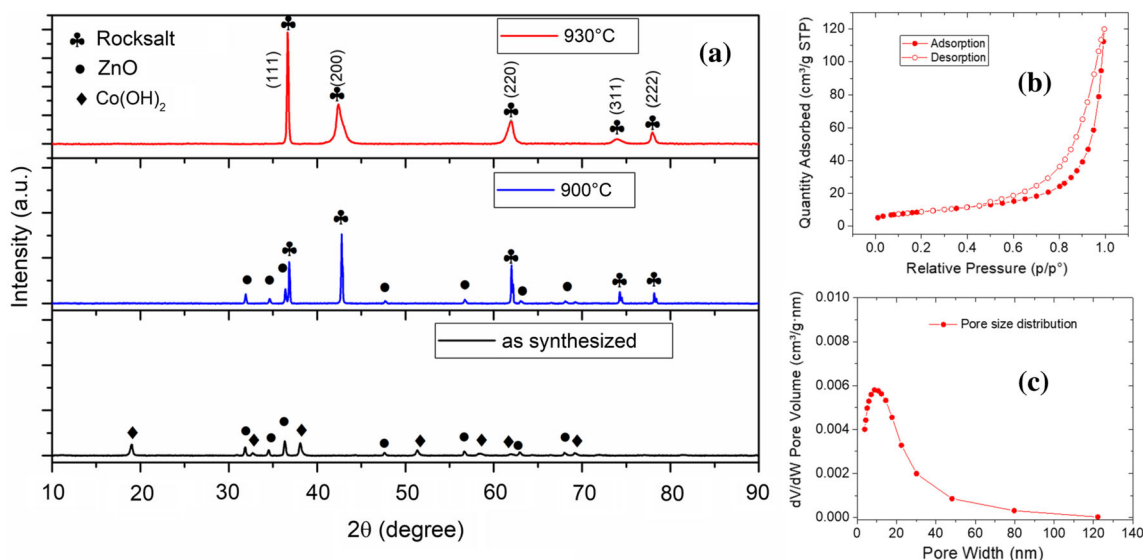 Rocksalt
ZnO
Co(OH)2
930°C
(a)
(111)
(200)
(220)
(311)
(222)
900°C
as synthesized
Intensity (a.u.)
10 20 30 40 50 60 70 80 90
2θ (degree)
Adsorption
Desorption
(b)
Quantity Adsorbed (cm³/g STP)
120
100
80
60
40
20
0
0.0 0.2 0.4 0.6 0.8 1.0
Relative Pressure (p/p°)
Pore size distribution
(c)
dV/dW Pore Volume (cm³/g·nm)
0.010
0.008
0.006
0.004
0.002
0.000
0 20 40 60 80 100 120 140
Pore Width (nm)